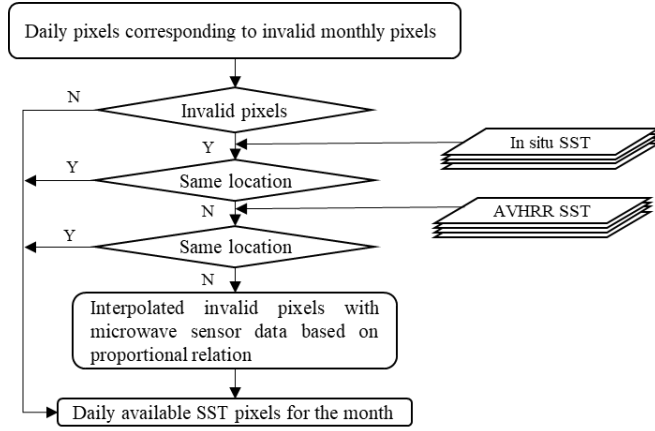 Daily pixels corresponding to invalid monthly pixels
N
Invalid pixels
Y
In situ SST
Y
Same location
N
AVHRR SST
Y
Same location
N
Interpolated invalid pixels with
microwave sensor data based on
proportional relation
Daily available SST pixels for the month